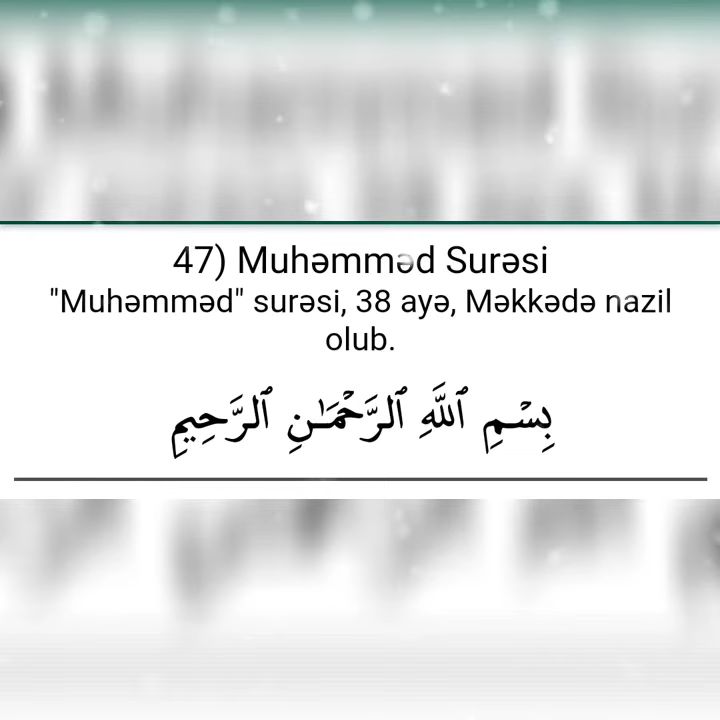 47) Muhəmməd Surəsi
"Muhəmməd" surəsi, 38 ayə, Məkkədə nazil
olub.
بِسْمِ ٱللَّهِ ٱلرَّحْمَـٰنِ ٱلرَّحِيمِ